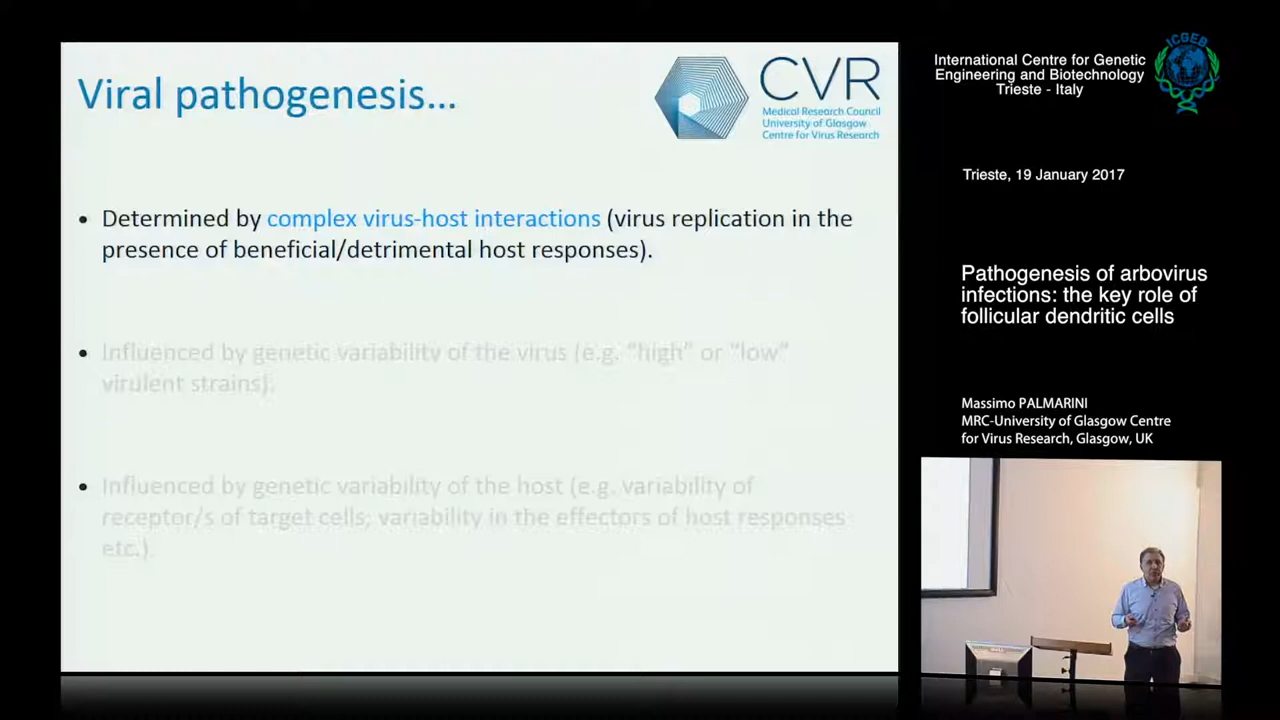 Viral pathogenesis...
CVR
Medical Research Council
University of Glasgow
Centre for Virus Research
• Determined by complex virus-host interactions (virus replication in the
presence of beneficial/detrimental host responses).
• Influenced by genetic variability of the virus (e.g. "high" or "low"
virulent strains).
• Influenced by genetic variability of the host (e.g. variability of
receptor/s of target cells; variability in the effectors of host responses
etc.)
International Centre for Genetic
Engineering and Biotechnology
Trieste - Italy
ICGEB
Trieste, 19 January 2017
Pathogenesis of arbovirus
infections: the key role of
follicular dendritic cells
Massimo PALMARINI
MRC-University of Glasgow Centre
for Virus Research, Glasgow, UK